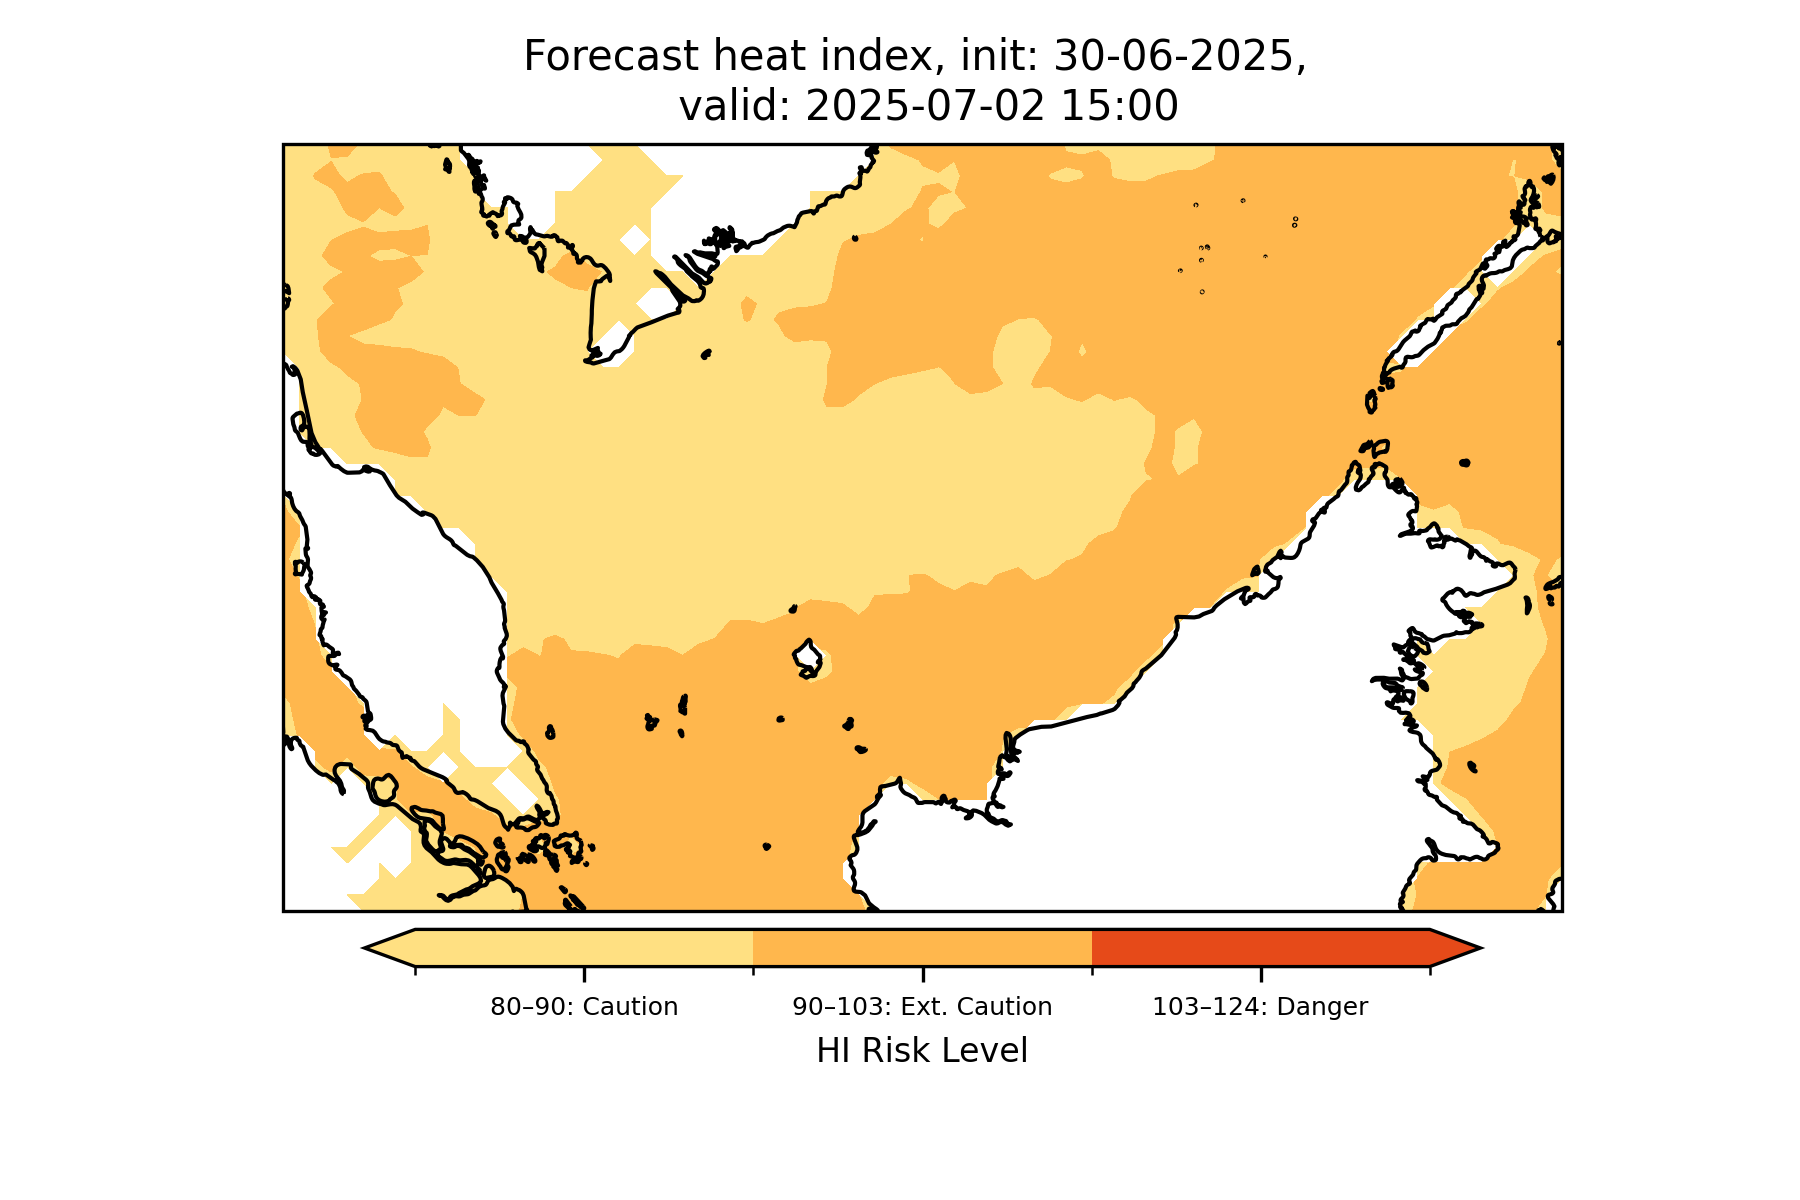 Forecast heat index, init: 30-06-2025,
valid: 2025-07-02 15:00
80–90: Caution
90–103: Ext. Caution
103–124: Danger
HI Risk Level